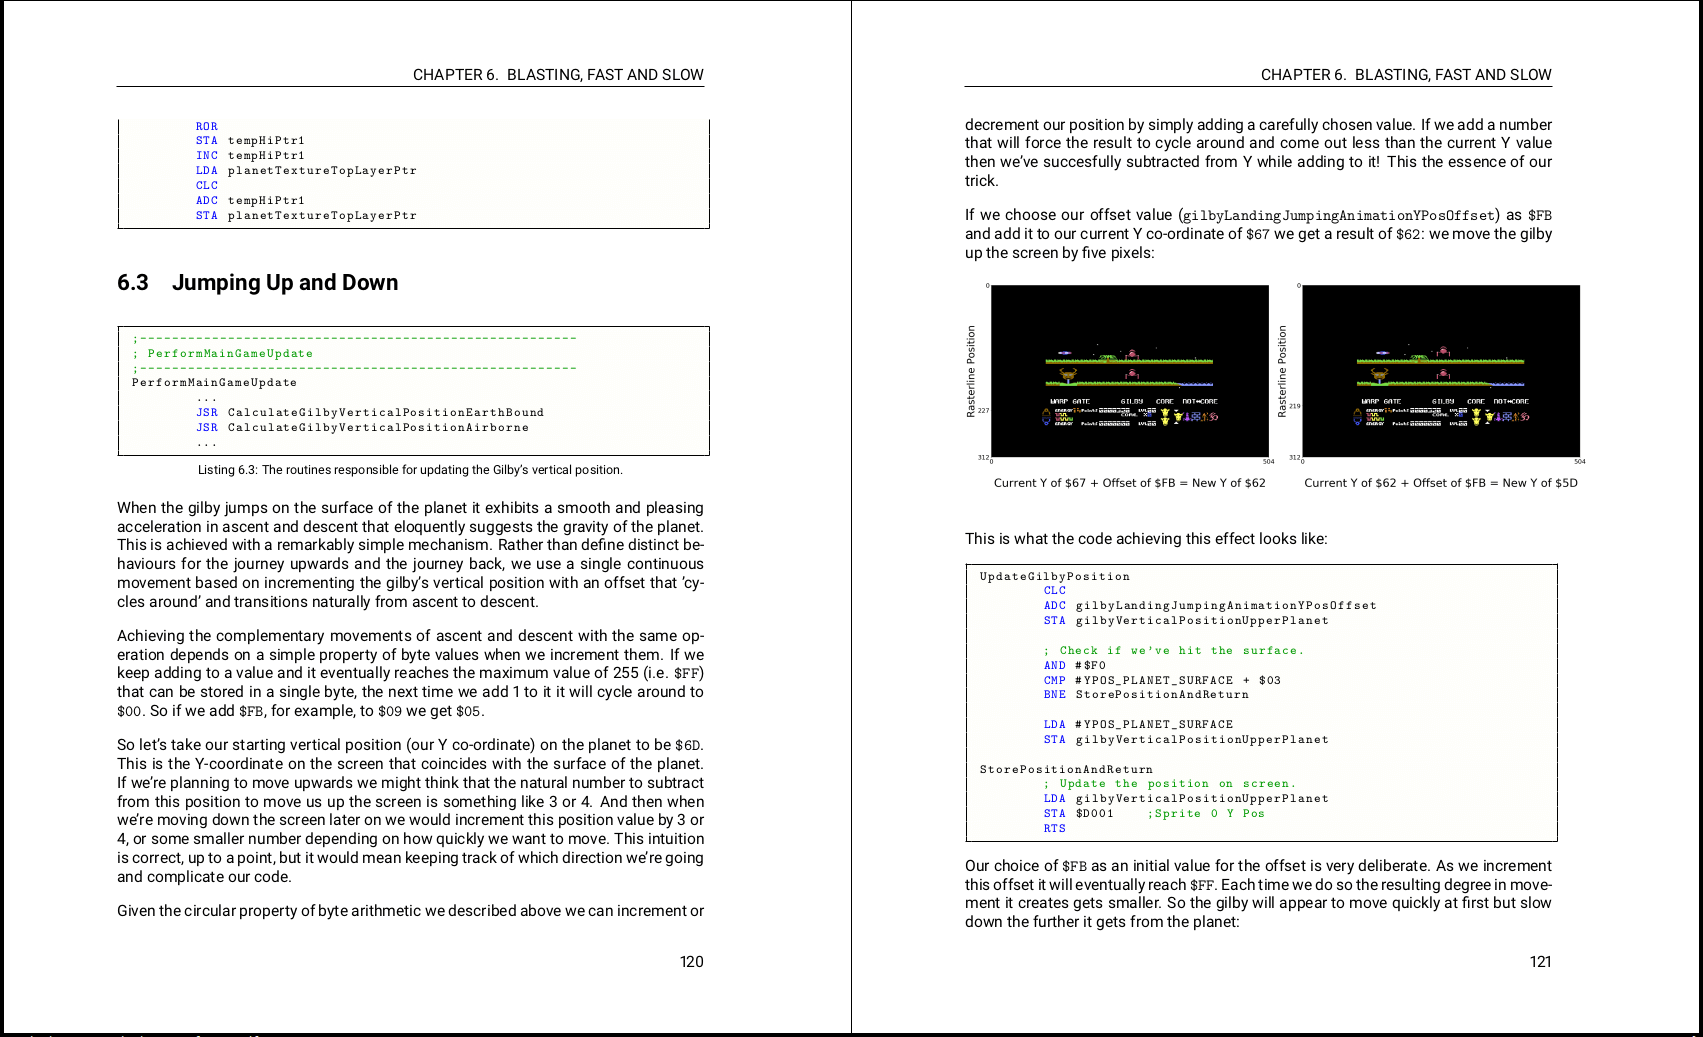 CHAPTER 6. BLASTING, FAST AND SLOW
ROR
STA tempHiPtr1
INC tempHiPtr1
LDA planetTextureTopLayerPtr
CLC
ADC tempHiPtr1
STA planetTextureTopLayerPtr
6.3 Jumping Up and Down
;-------------------------------------------------------
; PerformMainGameUpdate
;-------------------------------------------------------
PerformMainGameUpdate
...
JSR CalculateGilbyVerticalPositionEarthBound
JSR CalculateGilbyVerticalPositionAirborne
...
Listing 6.3: The routines responsible for updating the Gilby's vertical position.
When the gilby jumps on the surface of the planet it exhibits a smooth and pleasing
acceleration in ascent and descent that eloquently suggests the gravity of the planet.
This is achieved with a remarkably simple mechanism. Rather than define distinct be-
haviours for the journey upwards and the journey back, we use a single continuous
movement based on incrementing the gilby's vertical position with an offset that 'cy-
cles around' and transitions naturally from ascent to descent.
Achieving the complementary movements of ascent and descent with the same op-
eration depends on a simple property of byte values when we increment them. If we
keep adding to a value and it eventually reaches the maximum value of 255 (i.e. $FF)
that can be stored in a single byte, the next time we add 1 to it it will cycle around to
$00. So if we add $FB, for example, to $09 we get $05.
So let's take our starting vertical position (our Y co-ordinate) on the planet to be $6D.
This is the Y-coordinate on the screen that coincides with the surface of the planet.
If we're planning to move upwards we might think that the natural number to subtract
from this position to move us up the screen is something like 3 or 4. And then when
we're moving down the screen later on we would increment this position value by 3 or
4, or some smaller number depending on how quickly we want to move. This intuition
is correct, up to a point, but it would mean keeping track of which direction we're going
and complicate our code.
Given the circular property of byte arithmetic we described above we can increment or
120
CHAPTER 6. BLASTING, FAST AND SLOW
decrement our position by simply adding a carefully chosen value. If we add a number
that will force the result to cycle around and come out less than the current Y value
then we've succesfully subtracted from Y while adding to it! This the essence of our
trick.
If we choose our offset value (gilbyLandingJumpingAnimationYPosOffset) as $FB
and add it to our current Y co-ordinate of $67 we get a result of $62: we move the gilby
up the screen by five pixels:
Rasterline Position
0
227
312
0
504
WARP GATE GILBY CORE NOT*CORE
Current Y of $67 + Offset of $FB = New Y of $62
Rasterline Position
0
219
312
0
504
WARP GATE GILBY CORE NOT*CORE
Current Y of $62 + Offset of $FB = New Y of $5D
This is what the code achieving this effect looks like:
UpdateGilbyPosition
CLC
ADC gilbyLandingJumpingAnimationYPosOffset
STA gilbyVerticalPositionUpperPlanet
; Check if we've hit the surface.
AND #$F0
CMP #YPOS_PLANET_SURFACE + $03
BNE StorePositionAndReturn
LDA #YPOS_PLANET_SURFACE
STA gilbyVerticalPositionUpperPlanet
StorePositionAndReturn
; Update the position on screen.
LDA gilbyVerticalPositionUpperPlanet
STA $D001 ;Sprite 0 Y Pos
RTS
Our choice of $FB as an initial value for the offset is very deliberate. As we increment
this offset it will eventually reach $FF. Each time we do so the resulting degree in move-
ment it creates gets smaller. So the gilby will appear to move quickly at first but slow
down the further it gets from the planet:
121